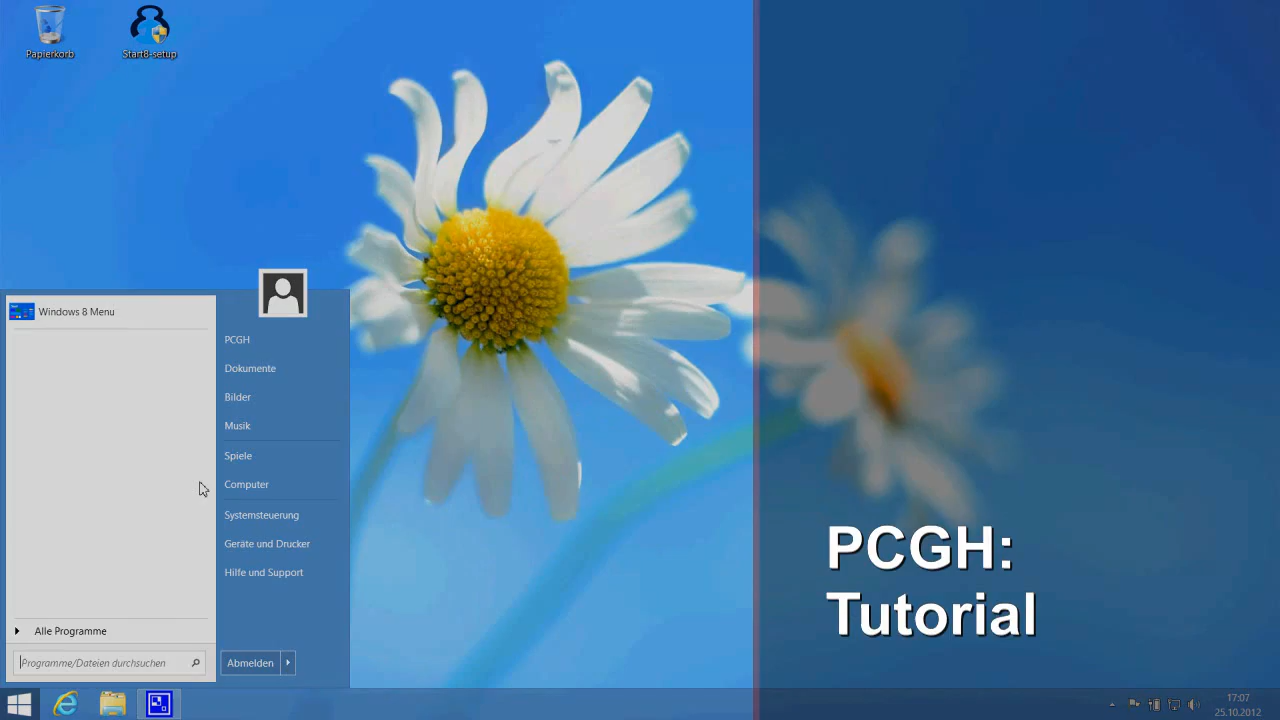 Papierkorb
Start8-setup
Windows 8 Menu
PCGH
Dokumente
Bilder
Musik
Spiele
Computer
Systemsteuerung
Geräte und Drucker
Hilfe und Support
Alle Programme
Programme/Dateien durchsuchen
Abmelden
PCGH:
Tutorial
17:07
25.10.2012